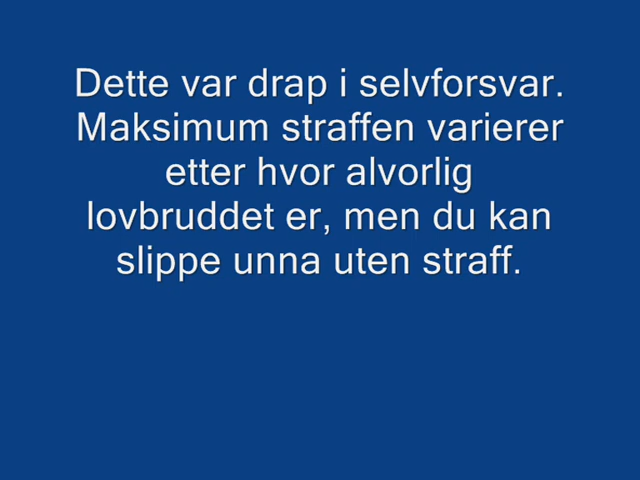 Dette var drap i selvforsvar.
Maksimum straffen varierer
etter hvor alvorlig
lovbruddet er, men du kan
slippe unna uten straff.